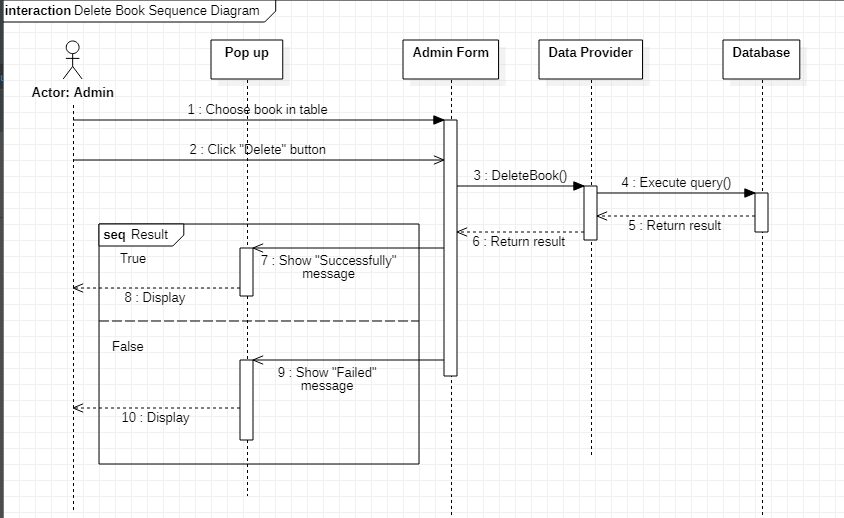 interaction Delete Book Sequence Diagram
Pop up
Admin Form
Data Provider
Database
Actor: Admin
1 : Choose book in table
2 : Click "Delete" button
3 : DeleteBook()
4 : Execute query()
5 : Return result
6 : Return result
seq Result
True
7 : Show "Successfully"
message
8 : Display
False
9 : Show "Failed"
message
10 : Display